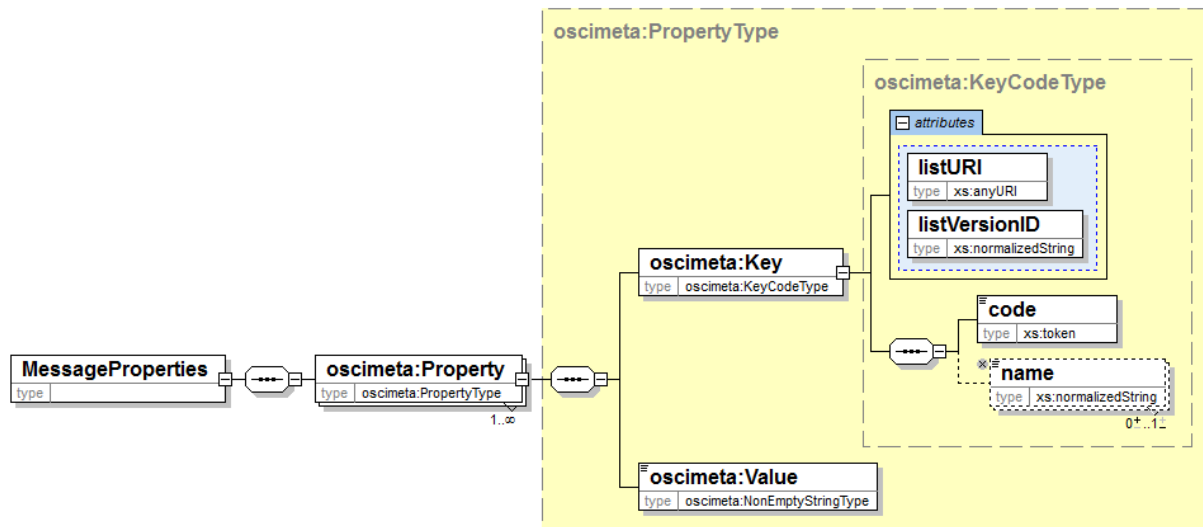 oscimeta:PropertyType
oscimeta:KeyCodeType
attributes
listURI
type xs:anyURI
listVersionID
type xs:normalizedString
oscimeta:Key
type oscimeta:KeyCodeType
code
type xs:token
MessageProperties
type
oscimeta:Property
type oscimeta:PropertyType
1..∞
name
type xs:normalizedString
0±..1±
oscimeta:Value
type oscimeta:NonEmptyStringType